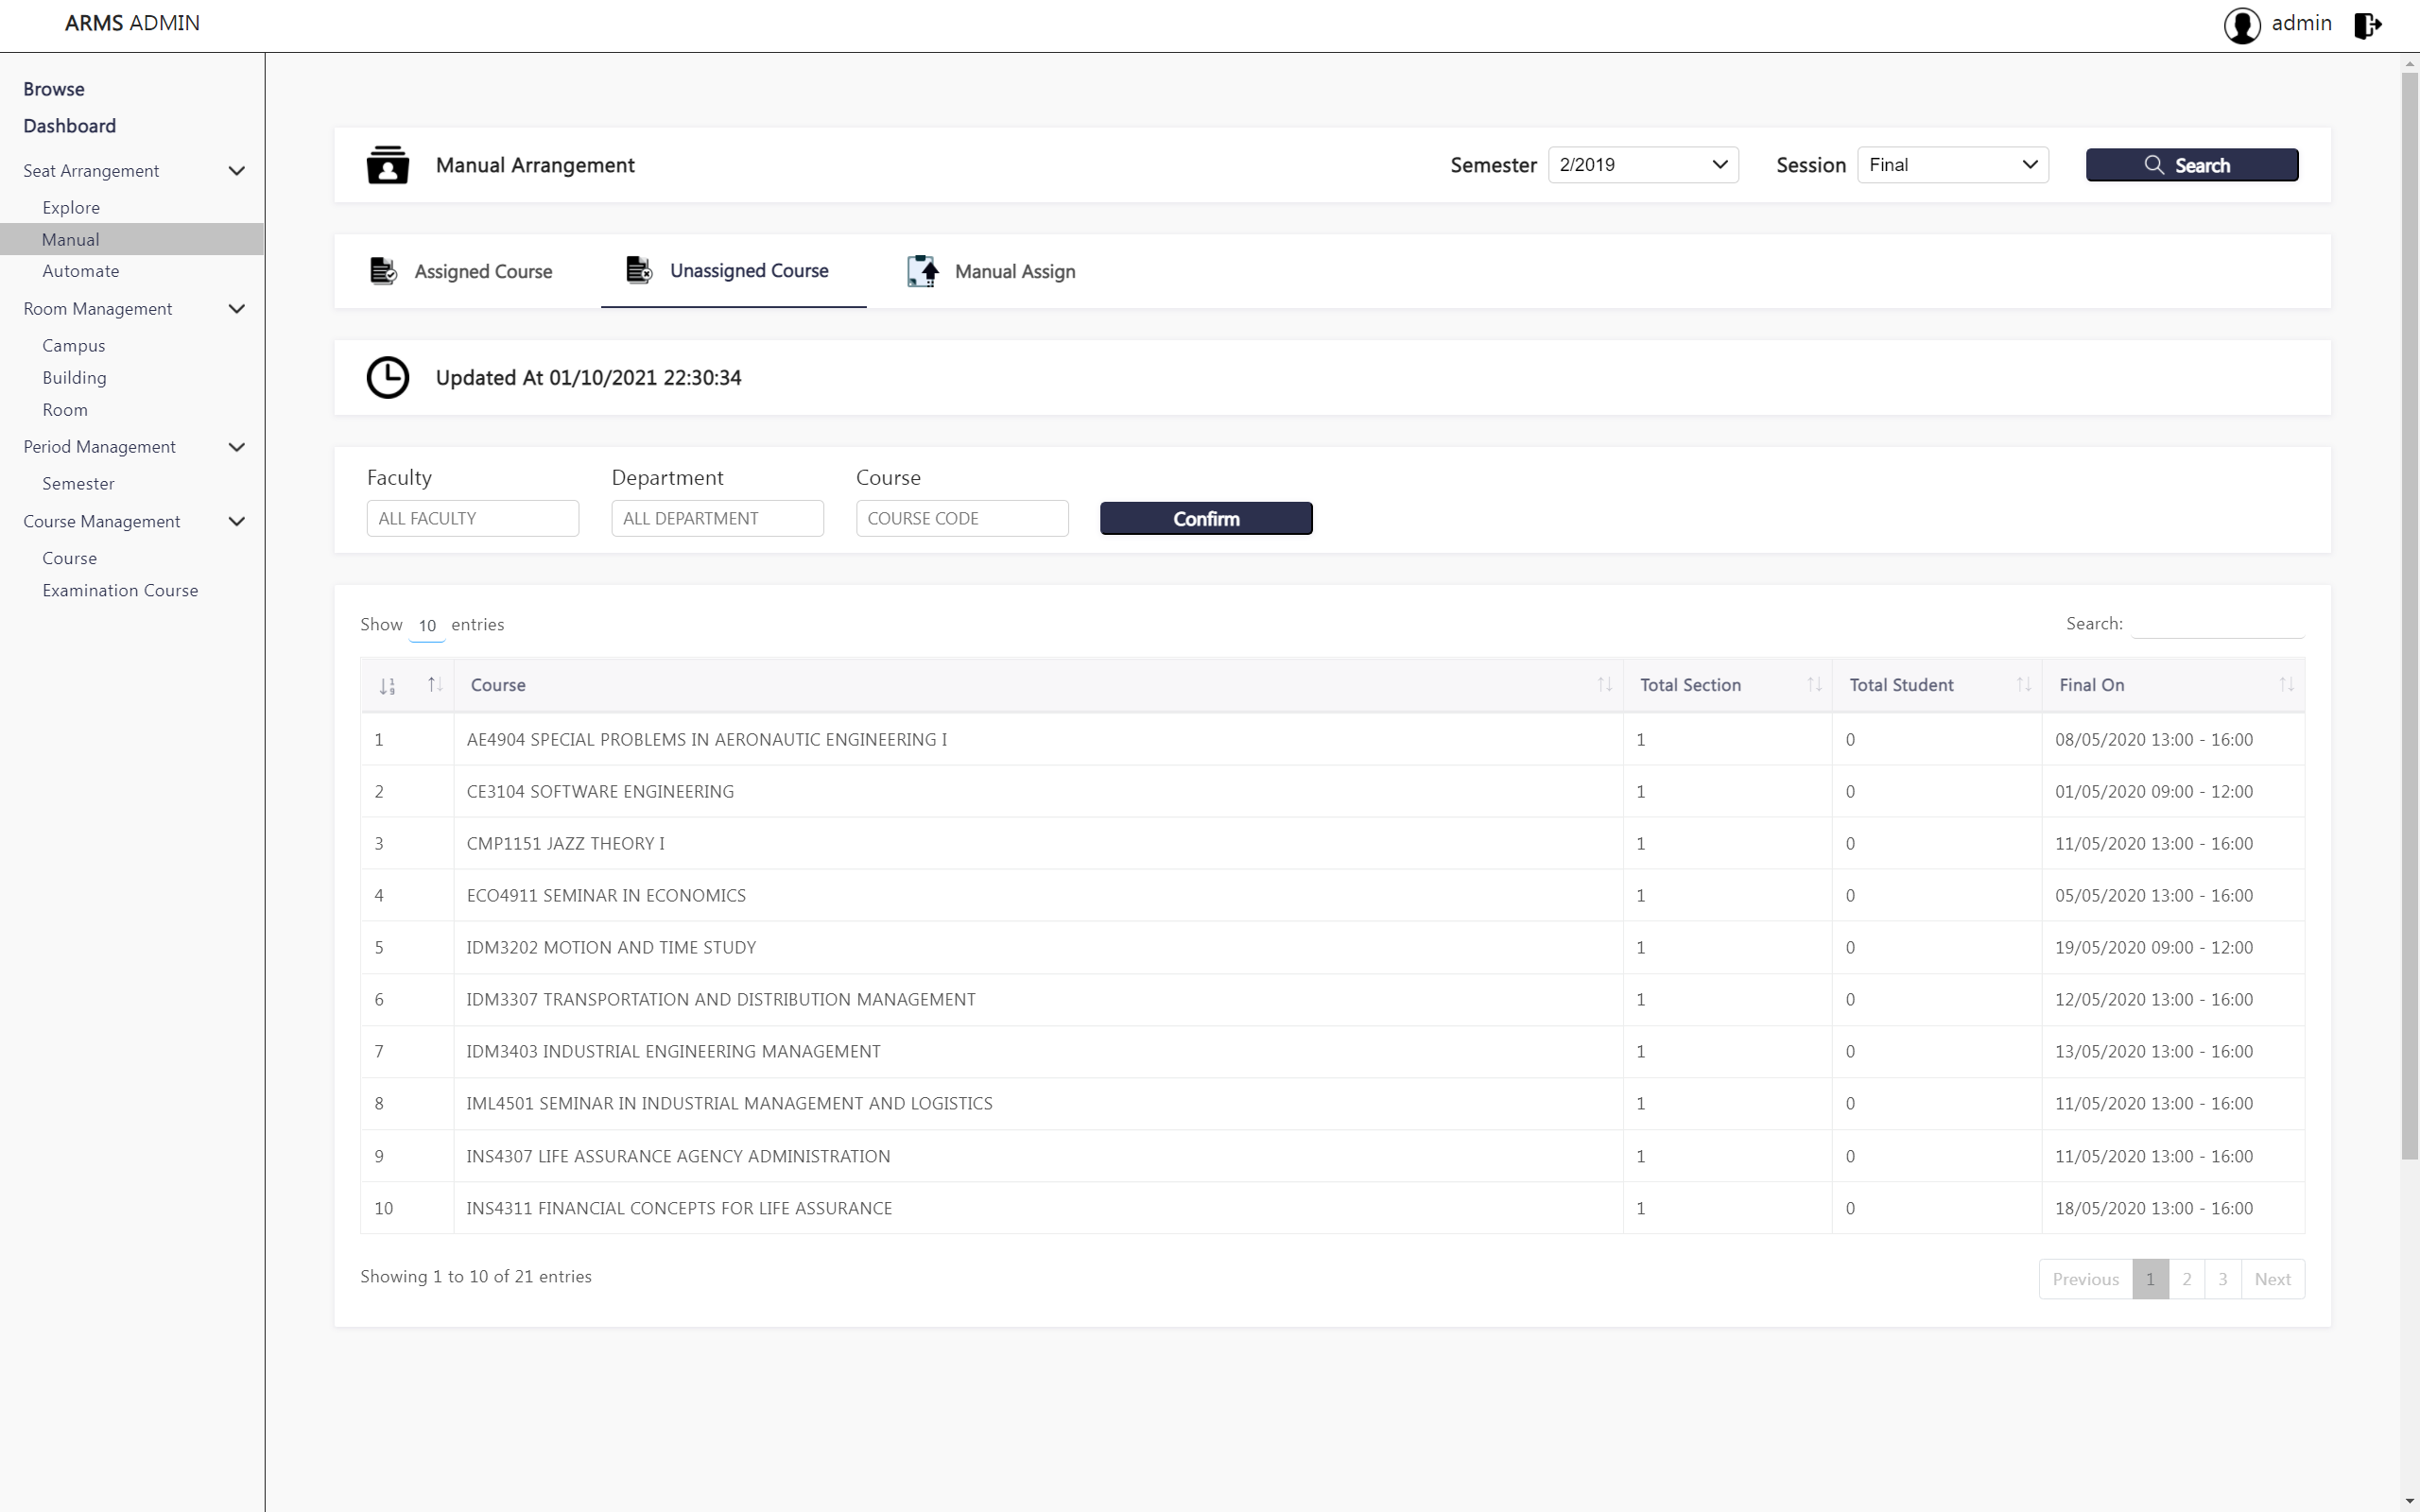 ARMS ADMIN
admin
Browse
Dashboard
Seat Arrangement
Explore
Manual
Automate
Room Management
Campus
Building
Room
Period Management
Semester
Course Management
Course
Examination Course
Manual Arrangement
Semester 2/2019 Session Final Search
Assigned Course Unassigned Course Manual Assign
Updated At 01/10/2021 22:30:34
Faculty Department Course
ALL FACULTY ALL DEPARTMENT COURSE CODE Confirm
Show 10 entries Search:
Course Total Section Total Student Final On
1 AE4904 SPECIAL PROBLEMS IN AERONAUTIC ENGINEERING I 1 0 08/05/2020 13:00 - 16:00
2 CE3104 SOFTWARE ENGINEERING 1 0 01/05/2020 09:00 - 12:00
3 CMP1151 JAZZ THEORY I 1 0 11/05/2020 13:00 - 16:00
4 ECO4911 SEMINAR IN ECONOMICS 1 0 05/05/2020 13:00 - 16:00
5 IDM3202 MOTION AND TIME STUDY 1 0 19/05/2020 09:00 - 12:00
6 IDM3307 TRANSPORTATION AND DISTRIBUTION MANAGEMENT 1 0 12/05/2020 13:00 - 16:00
7 IDM3403 INDUSTRIAL ENGINEERING MANAGEMENT 1 0 13/05/2020 13:00 - 16:00
8 IML4501 SEMINAR IN INDUSTRIAL MANAGEMENT AND LOGISTICS 1 0 11/05/2020 13:00 - 16:00
9 INS4307 LIFE ASSURANCE AGENCY ADMINISTRATION 1 0 11/05/2020 13:00 - 16:00
10 INS4311 FINANCIAL CONCEPTS FOR LIFE ASSURANCE 1 0 18/05/2020 13:00 - 16:00
Showing 1 to 10 of 21 entries
Previous 1 2 3 Next